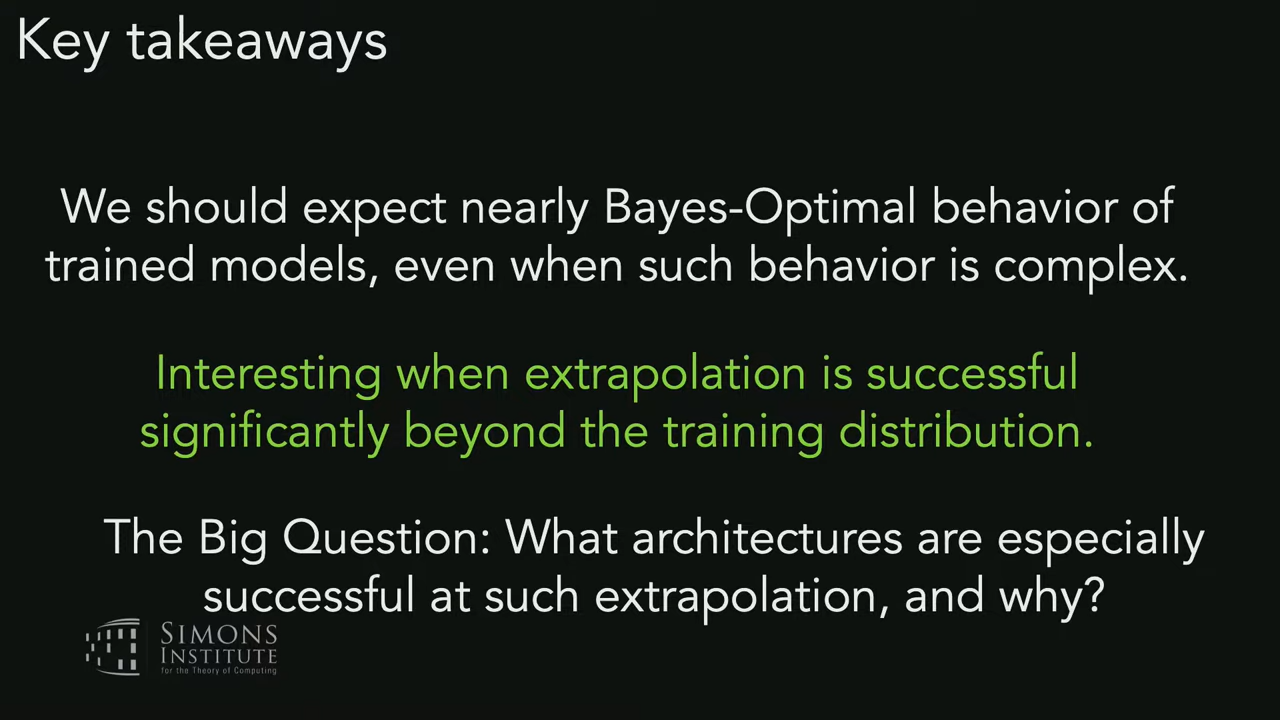 Key takeaways
We should expect nearly Bayes-Optimal behavior of
trained models, even when such behavior is complex.
Interesting when extrapolation is successful
significantly beyond the training distribution.
The Big Question: What architectures are especially
successful at such extrapolation, and why?
SIMONS
INSTITUTE
for the Theory of Computing